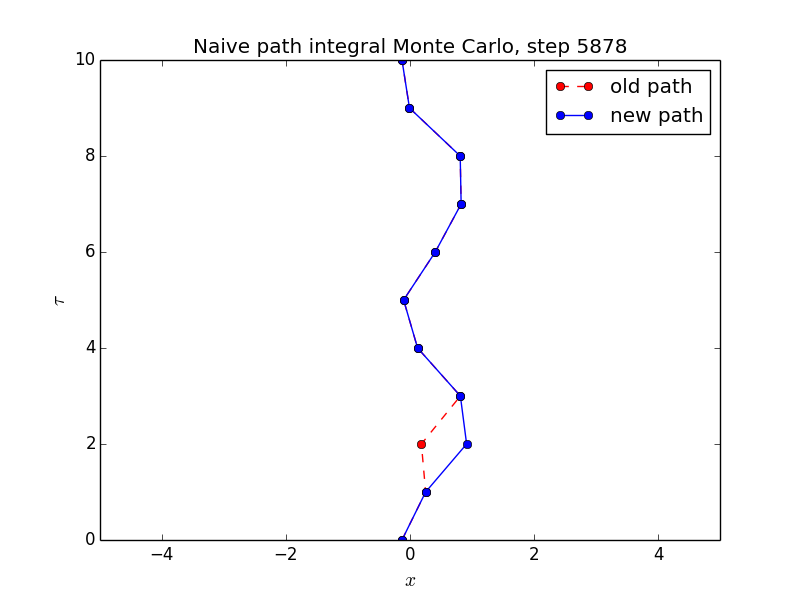 Naive path integral Monte Carlo, step 5878
old path
new path
10
8
6
4
2
0
τ
−4 −2 0 2 4
x